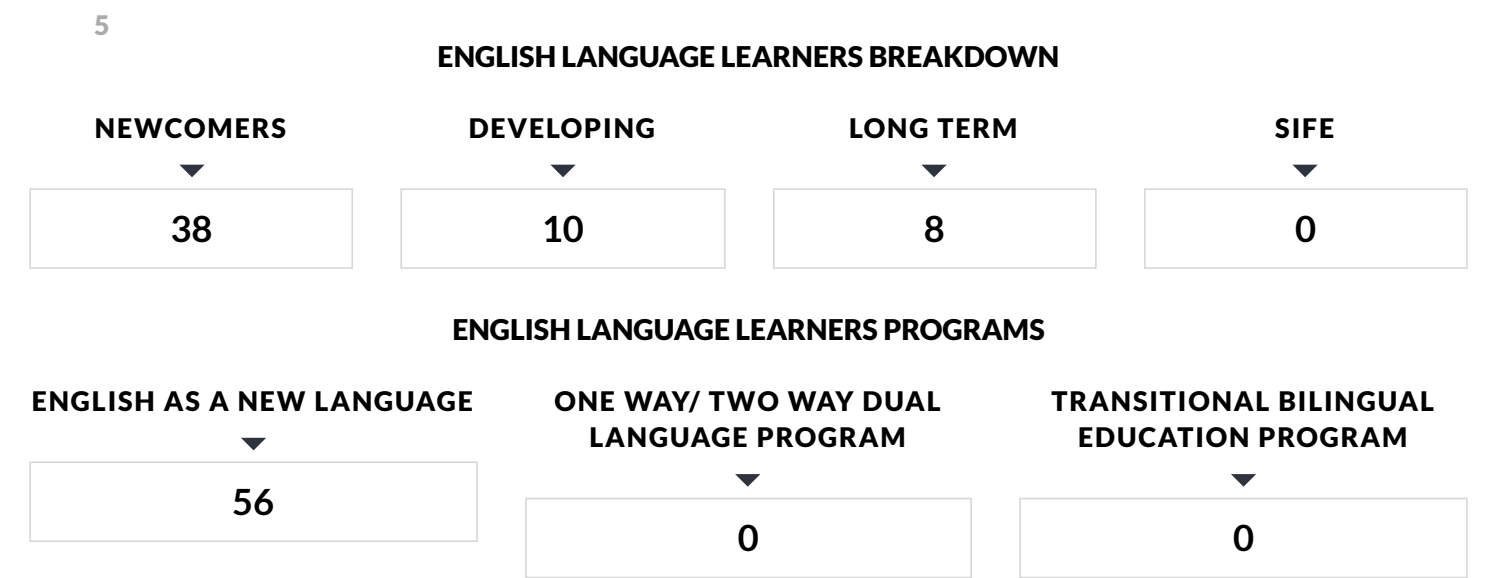 5
ENGLISH LANGUAGE LEARNERS BREAKDOWN
NEWCOMERS
38
DEVELOPING
10
LONG TERM
8
SIFE
0
ENGLISH LANGUAGE LEARNERS PROGRAMS
ENGLISH AS A NEW LANGUAGE
56
ONE WAY/ TWO WAY DUAL
LANGUAGE PROGRAM
0
TRANSITIONAL BILINGUAL
EDUCATION PROGRAM
0